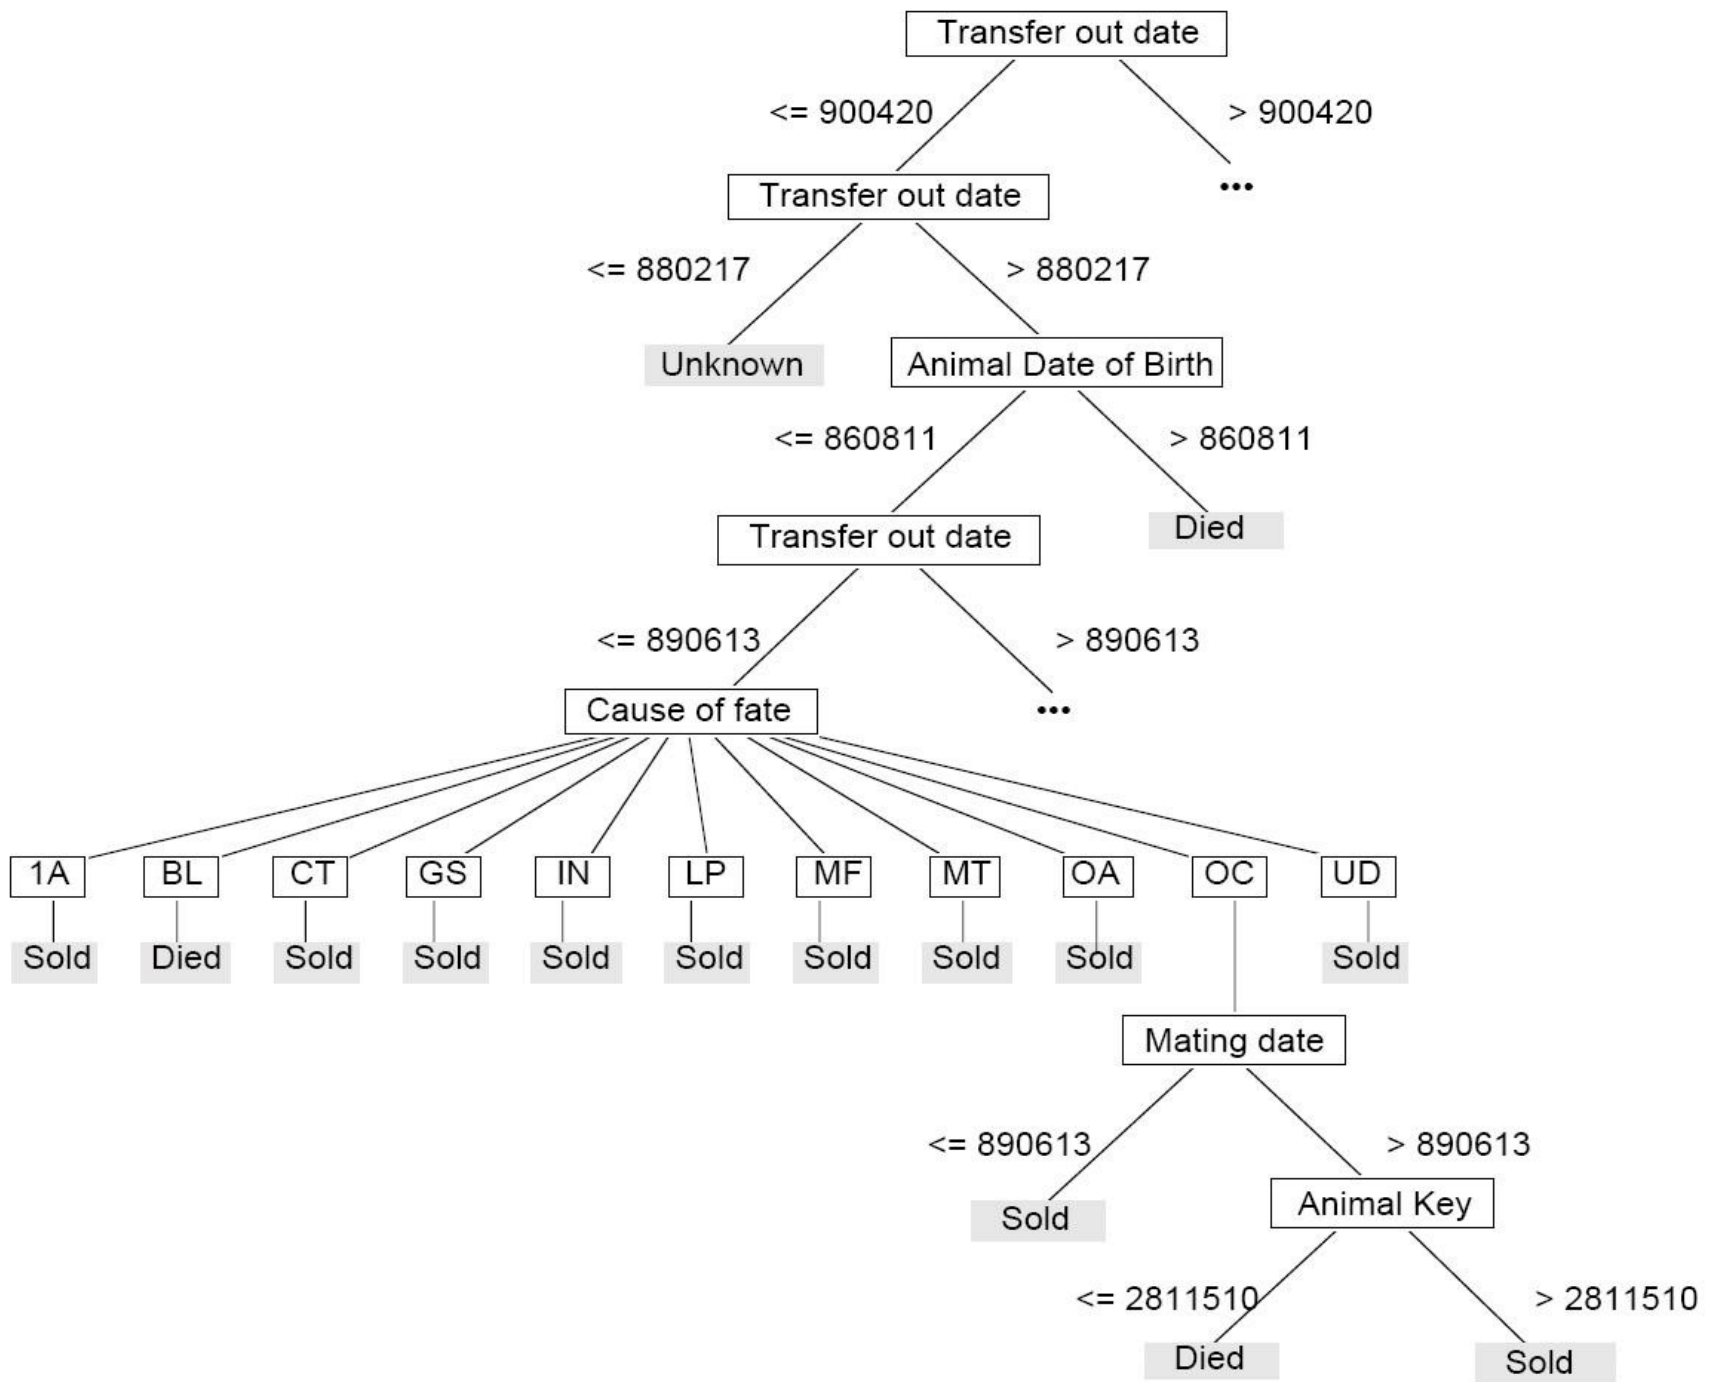 Transfer out date
<= 900420
> 900420
...
Transfer out date
<= 880217
> 880217
Unknown
Animal Date of Birth
<= 860811
> 860811
Transfer out date
Died
<= 890613
> 890613
Cause of fate
...
1A BL CT GS IN LP MF MT OA OC UD
Sold Died Sold Sold Sold Sold Sold Sold Sold Sold
Mating date
<= 890613
> 890613
Sold
Animal Key
<= 2811510
> 2811510
Died
Sold